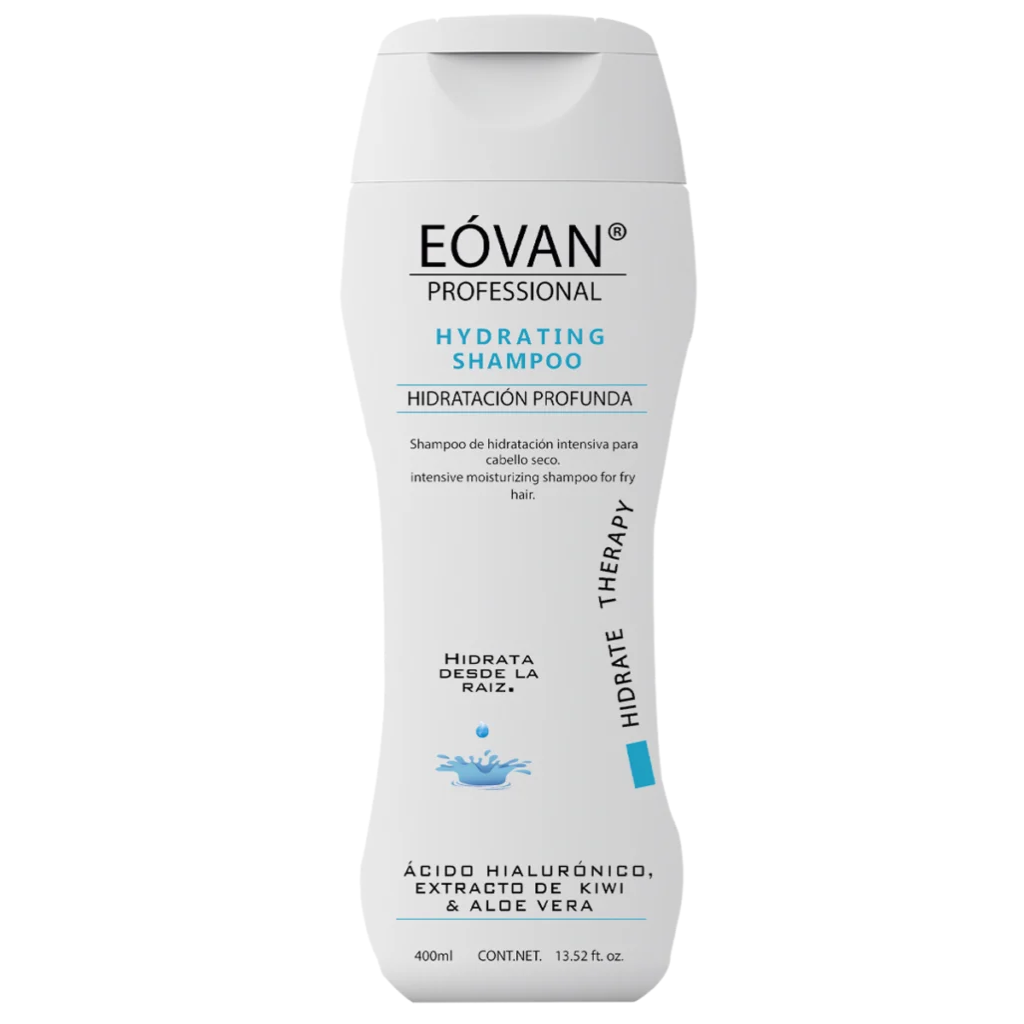 EÓVAN®
PROFESSIONAL
HYDRATING
SHAMPOO
HIDRATACIÓN PROFUNDA
Shampoo de hidratación intensiva para
cabello seco.
intensive moisturizing shampoo for fry
hair.
HIDRATE THERAPY
HIDRATA
DESDE LA
RAIZ.
ÁCIDO HIALURÓNICO,
EXTRACTO DE KIWI
& ALOE VERA
400ml CONT.NET. 13.52 ft. oz.